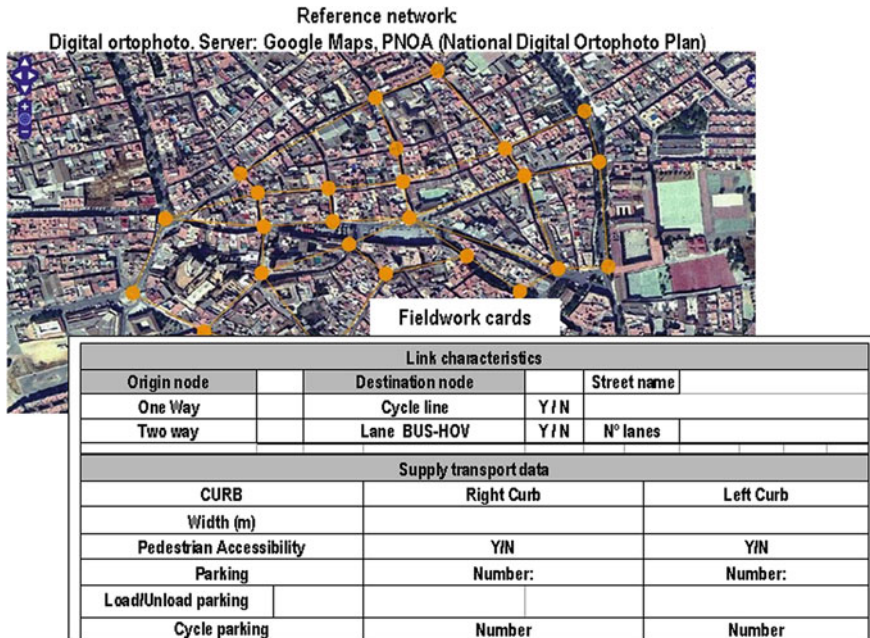 Reference network
Digital ortophoto. Server: Google Maps, PNOA (National Digital Ortophoto Plan)
Fieldwork cards
Link characteristics
Origin node Destination node Street name
One Way Cycle line Y / N
Two way Lane BUS-HOV Y / N Nº lanes
Supply transport data
CURB Right Curb Left Curb
Width (m)
Pedestrian Accessibility Y/N Y/N
Parking Number: Number:
Load/Unload parking
Cycle parking Number Number